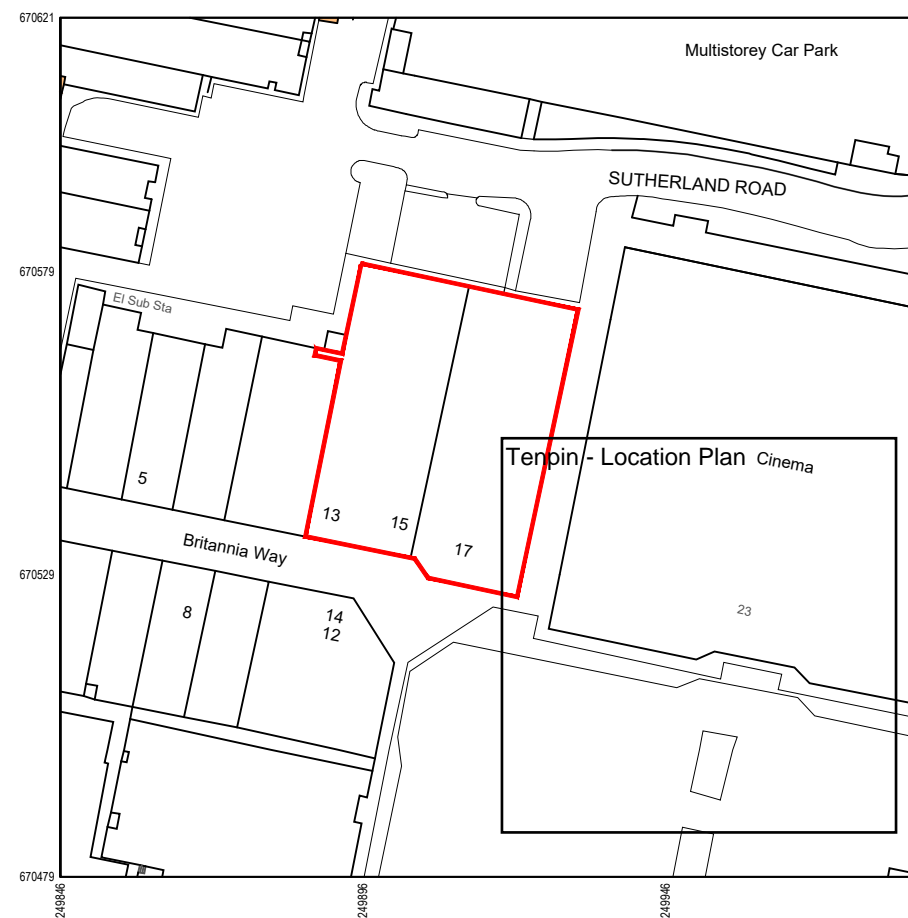 670621
Multistorey Car Park
SUTHERLAND ROAD
670579
El Sub Sta
Tenpin - Location Plan
Cinema
5
13
15
17
Britannia Way
670529
8
14
12
23
670479
249846
249896
249946